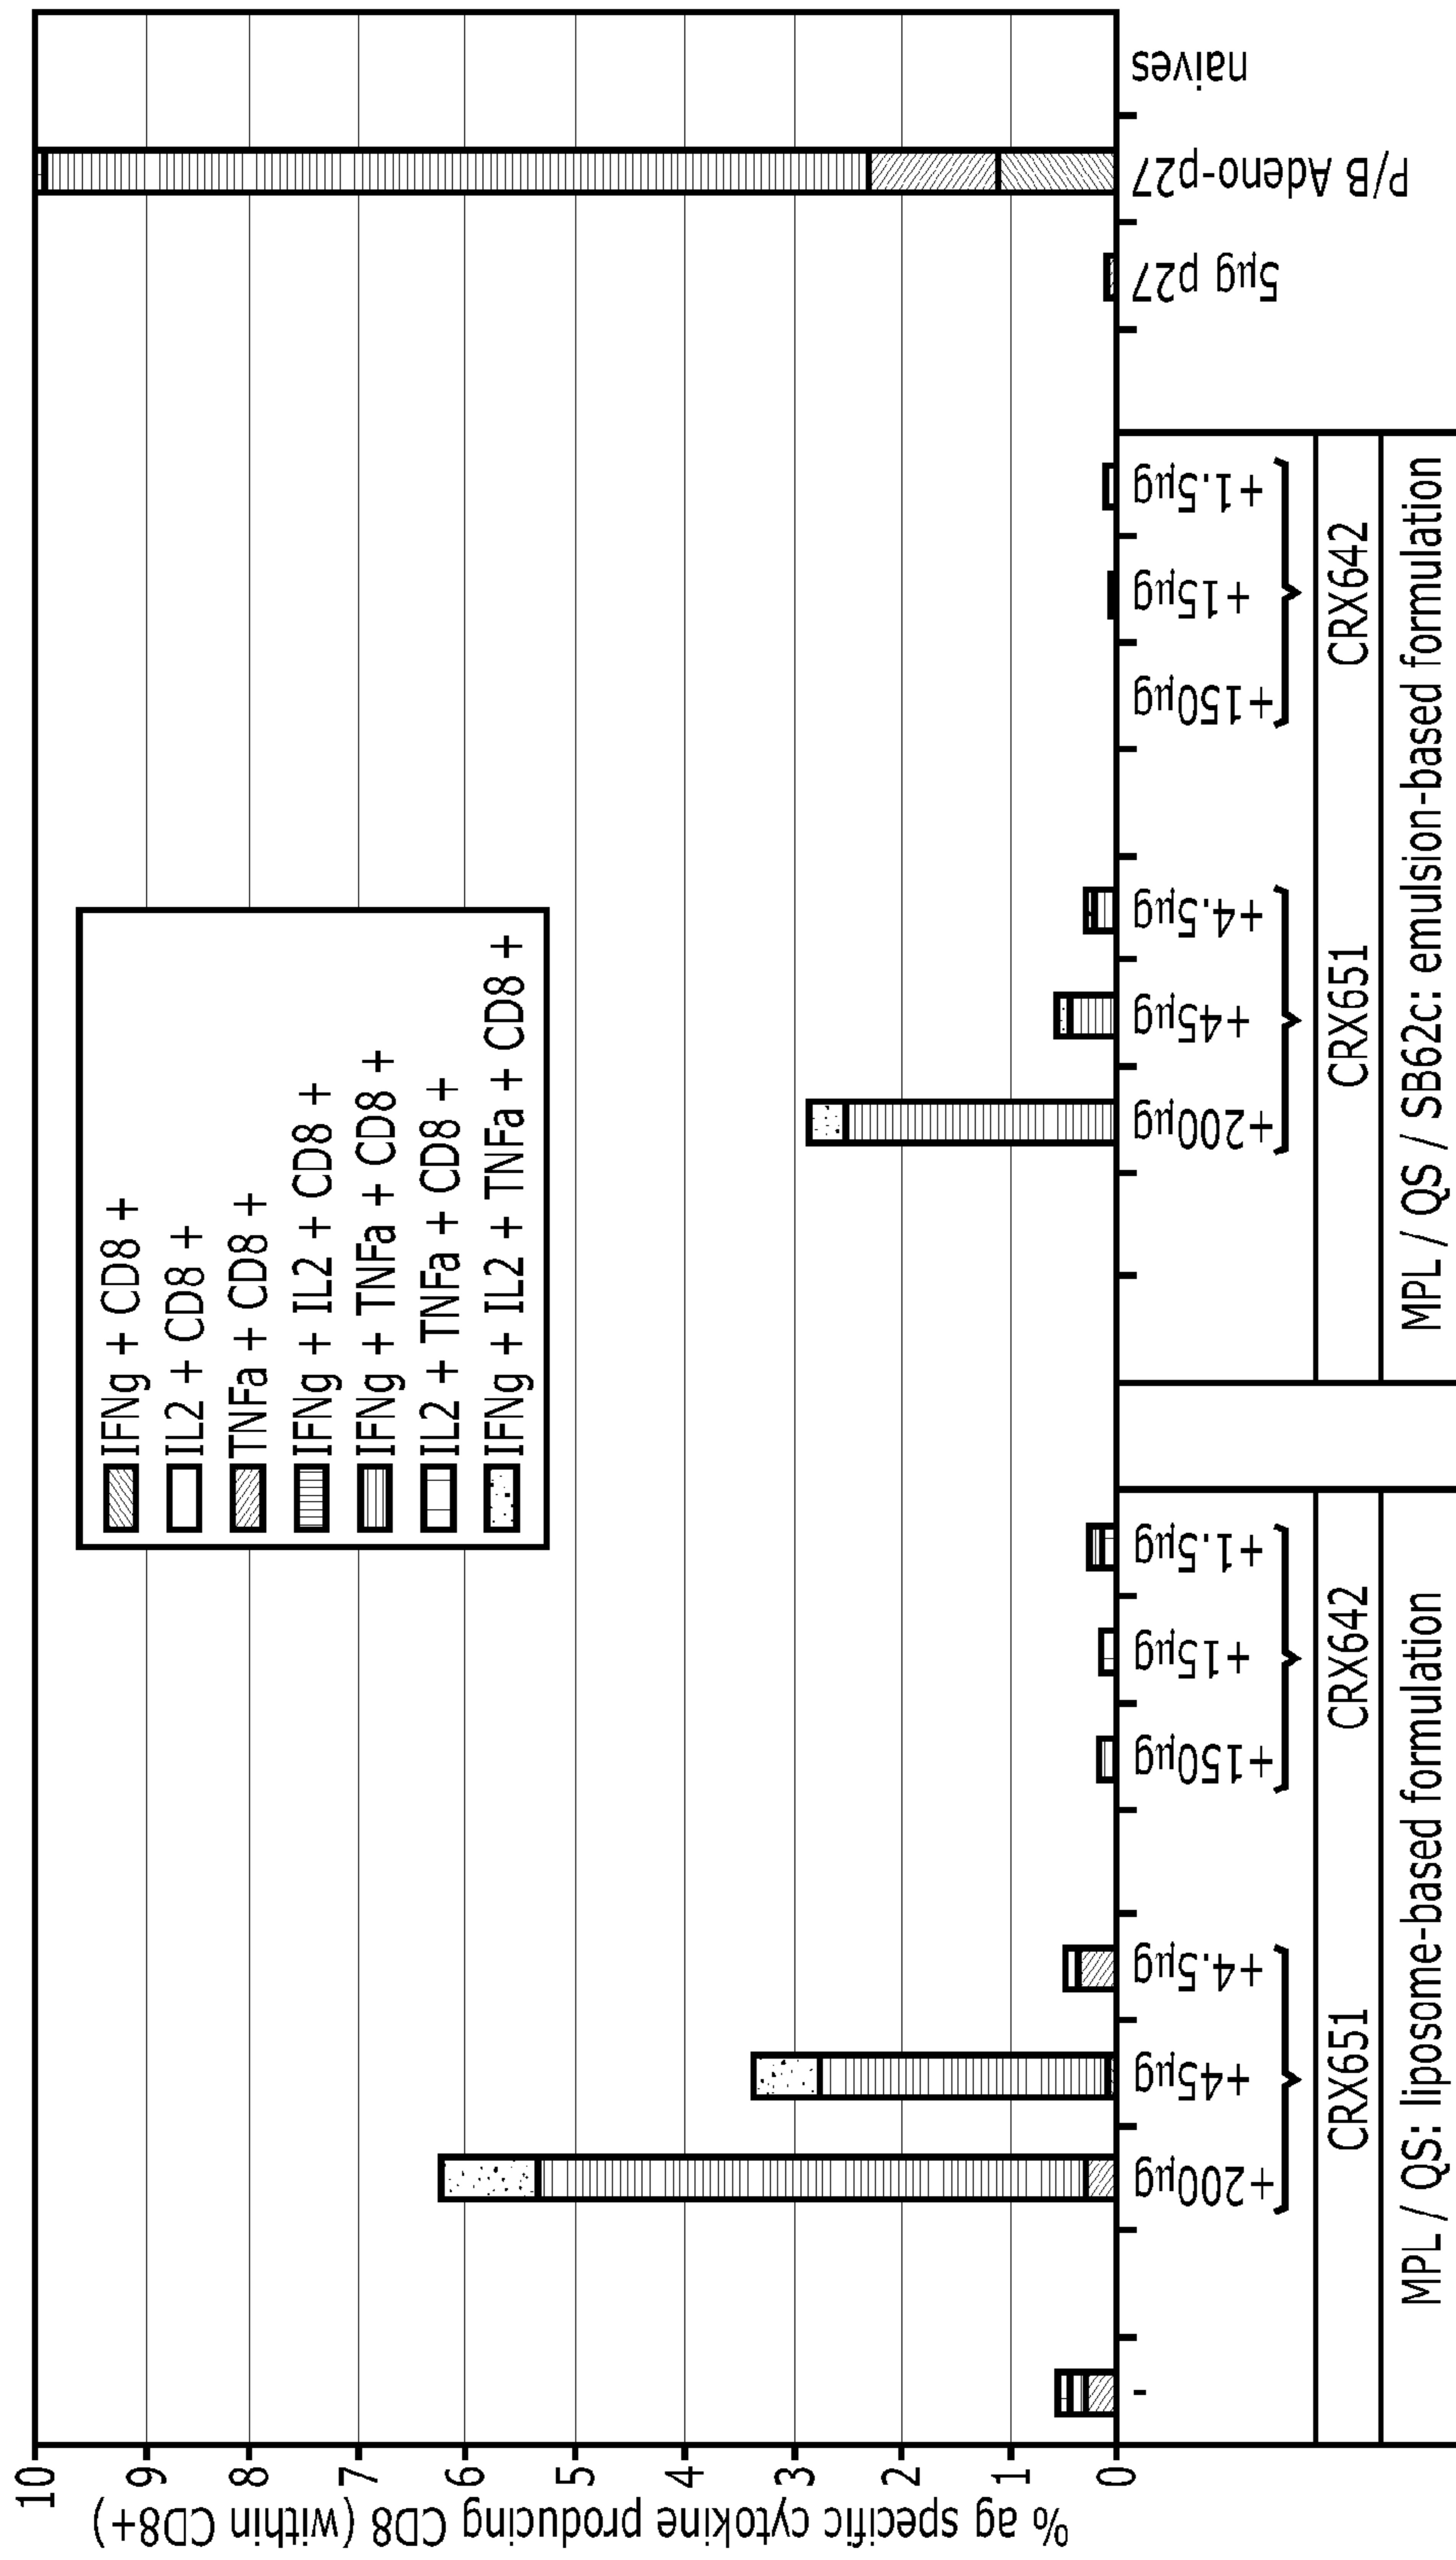 % ag specific cytokine producing CD8 (within CD8+)
10
9
8
7
6
5
4
3
2
1
0
IFNg + CD8 +
IL2 + CD8 +
TNFa + CD8 +
IFNg + IL2 + CD8 +
IFNg + TNFa + CD8 +
IL2 + TNFa + CD8 +
IFNg + IL2 + TNFa + CD8 +
-
+200µg
+45µg
+4.5µg
+150µg
+15µg
+1.5µg
+200µg
+45µg
+4.5µg
+150µg
+15µg
+1.5µg
5µg p27
P/B Adeno-p27
naives
CRX651
CRX642
CRX651
CRX642
MPL / QS: liposome-based formulation
MPL / QS / SB62c: emulsion-based formulation